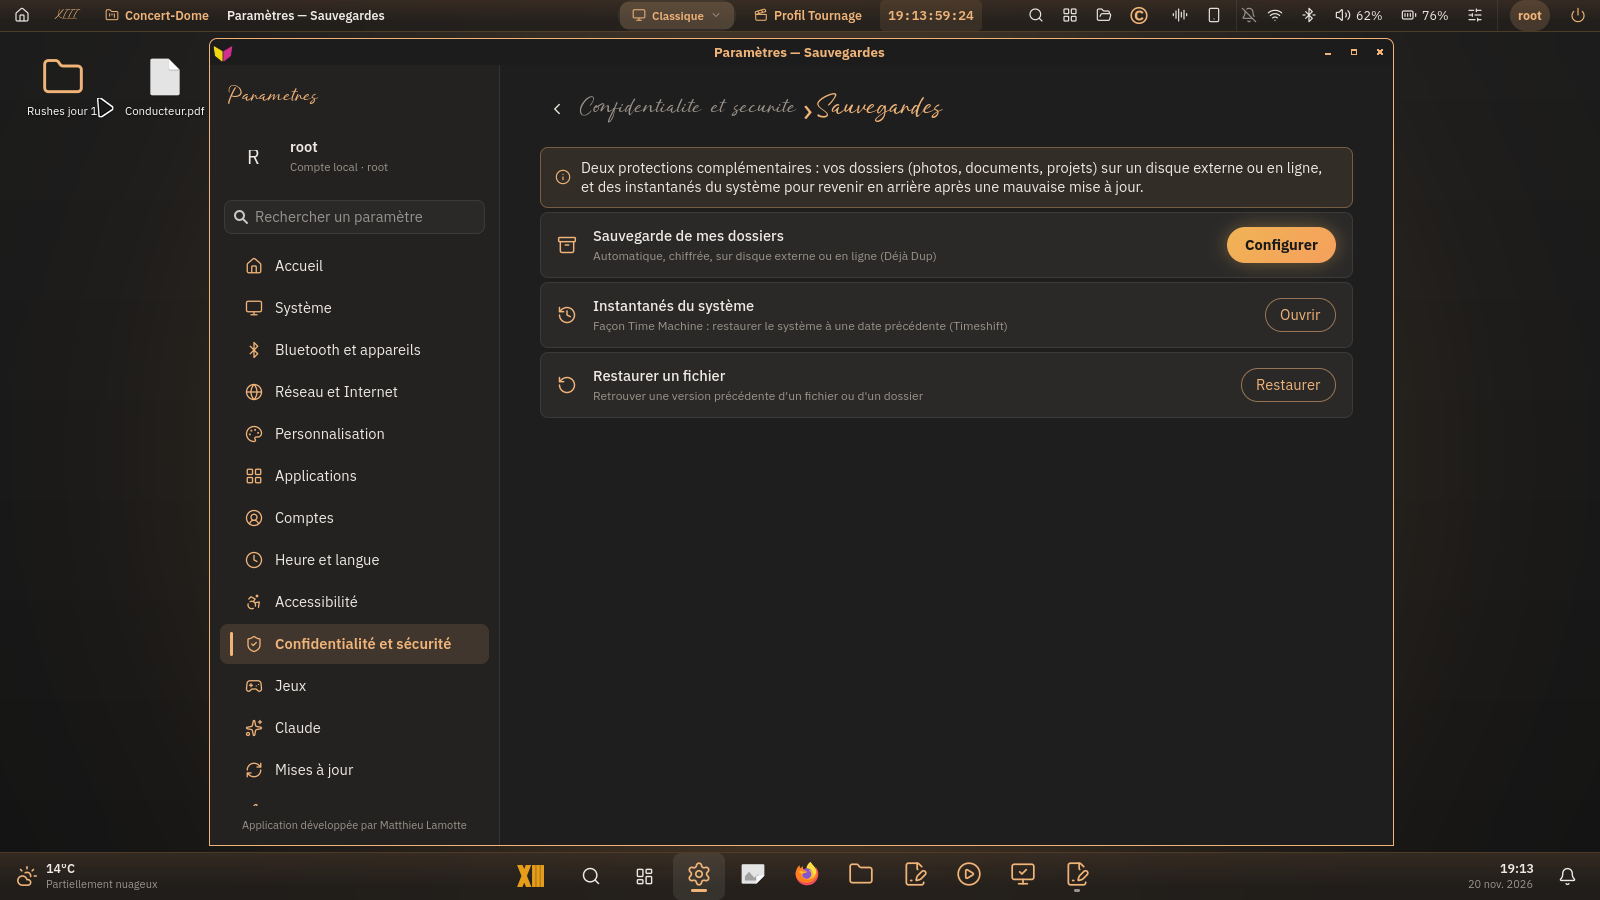 Concert-Dome
Paramètres — Sauvegardes
Classique
Profil Tournage
19:13:59:24
62%
76%
root
Rushes jour 1
Conducteur.pdf
Paramètres — Sauvegardes
Parametres
root
Compte local · root
R
Rechercher un paramètre
Accueil
Système
Bluetooth et appareils
Réseau et Internet
Personnalisation
Applications
Comptes
Heure et langue
Accessibilité
Confidentialité et sécurité
Jeux
Claude
Mises à jour
Application développée par Matthieu Lamotte
Confidentialite et securite › Sauvegardes
Deux protections complémentaires : vos dossiers (photos, documents, projets) sur un disque externe ou en ligne,
et des instantanés du système pour revenir en arrière après une mauvaise mise à jour.
Sauvegarde de mes dossiers
Automatique, chiffrée, sur disque externe ou en ligne (Déjà Dup)
Configurer
Instantanés du système
Façon Time Machine : restaurer le système à une date précédente (Timeshift)
Ouvrir
Restaurer un fichier
Retrouver une version précédente d'un fichier ou d'un dossier
Restaurer
14°C
Partiellement nuageux
XIII
19:13
20 nov. 2026